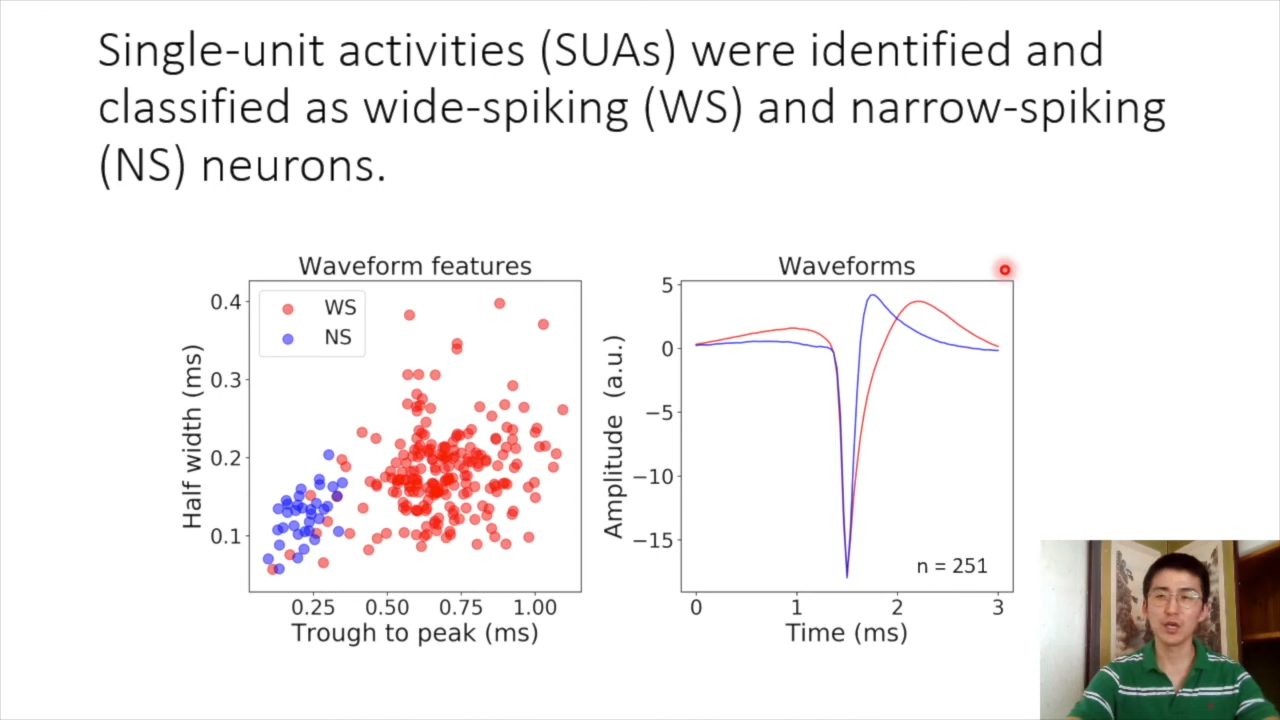 Single-unit activities (SUAs) were identified and
classified as wide-spiking (WS) and narrow-spiking
(NS) neurons.
Waveform features
WS
NS
0.4
0.3
0.2
0.1
Half width (ms)
0.25 0.50 0.75 1.00
Trough to peak (ms)
Waveforms
5
0
−5
−10
−15
Amplitude (a.u.)
n = 251
0 1 2 3
Time (ms)